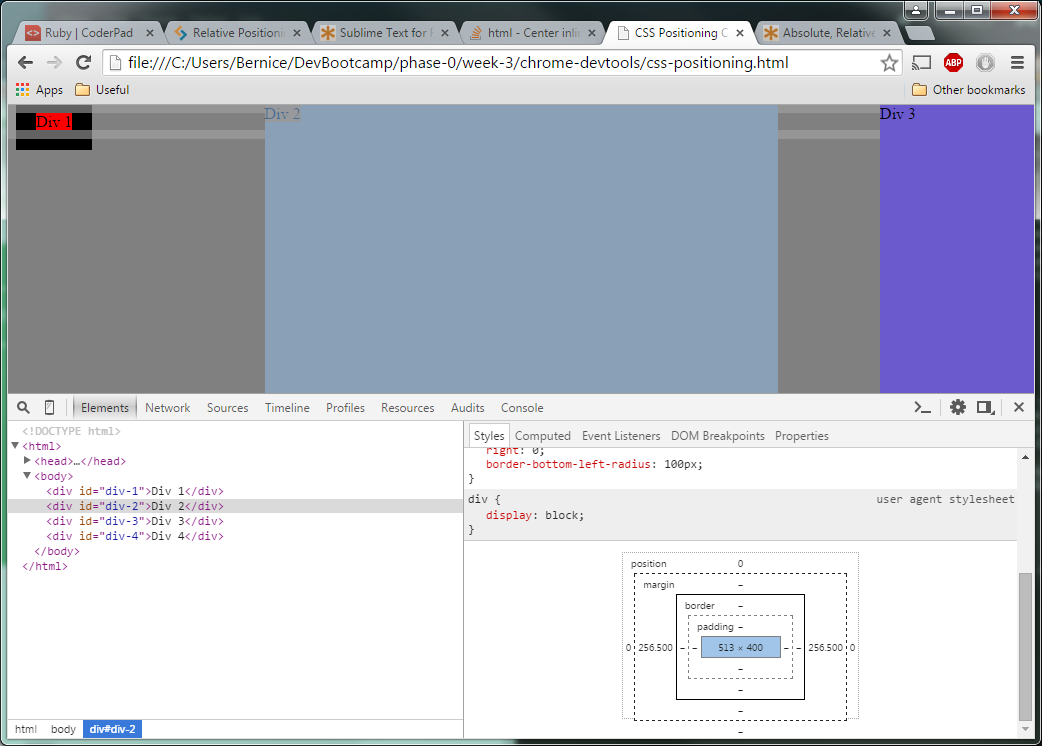 Ruby | CoderPad
Relative Positionin
Sublime Text for
html - Center inlin
CSS Positioning C
Absolute, Relative
file:///C:/Users/Bernice/DevBootcamp/phase-0/week-3/chrome-devtools/css-positioning.html
ABP
Apps
Useful
Other bookmarks
Div 1
Div 2
Div 3
Elements Network Sources Timeline Profiles Resources Audits Console
<!DOCTYPE html>
<html>
<head>…</head>
<body>
<div id="div-1">Div 1</div>
<div id="div-2">Div 2</div>
<div id="div-3">Div 3</div>
<div id="div-4">Div 4</div>
</body>
</html>
html body div#div-2
Styles Computed Event Listeners DOM Breakpoints Properties
right: 0;
border-bottom-left-radius: 100px;
}
div { user agent stylesheet
display: block;
}
position 0
margin –
border –
padding –
0 256.500 – – 513 × 400 – – 256.500 0
–
–
–
–